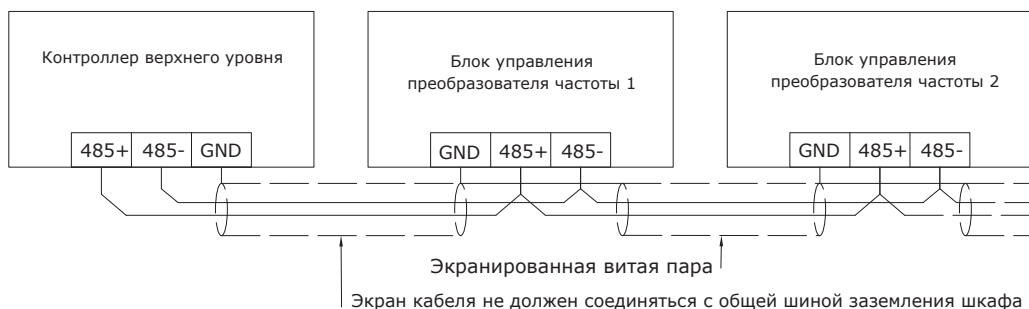 Контроллер верхнего уровня
485+ 485- GND
Блок управления
преобразователя частоты 1
GND 485+ 485-
Блок управления
преобразователя частоты 2
GND 485+ 485-
Экранированная витая пара
Экран кабеля не должен соединяться с общей шиной заземления шкафа